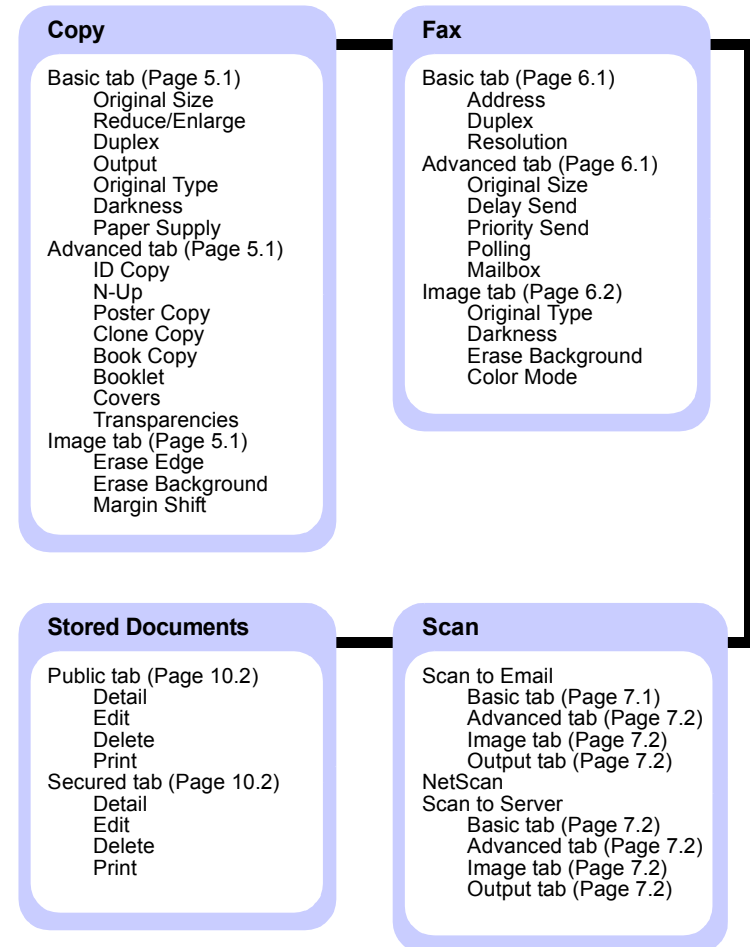 Copy
Basic tab (Page 5.1)
Original Size
Reduce/Enlarge
Duplex
Output
Original Type
Darkness
Paper Supply
Advanced tab (Page 5.1)
ID Copy
N-Up
Poster Copy
Clone Copy
Book Copy
Booklet
Covers
Transparencies
Image tab (Page 5.1)
Erase Edge
Erase Background
Margin Shift
Fax
Basic tab (Page 6.1)
Address
Duplex
Resolution
Advanced tab (Page 6.1)
Original Size
Delay Send
Priority Send
Polling
Mailbox
Image tab (Page 6.2)
Original Type
Darkness
Erase Background
Color Mode
Stored Documents
Public tab (Page 10.2)
Detail
Edit
Delete
Print
Secured tab (Page 10.2)
Detail
Edit
Delete
Print
Scan
Scan to Email
Basic tab (Page 7.1)
Advanced tab (Page 7.2)
Image tab (Page 7.2)
Output tab (Page 7.2)
NetScan
Scan to Server
Basic tab (Page 7.2)
Advanced tab (Page 7.2)
Image tab (Page 7.2)
Output tab (Page 7.2)